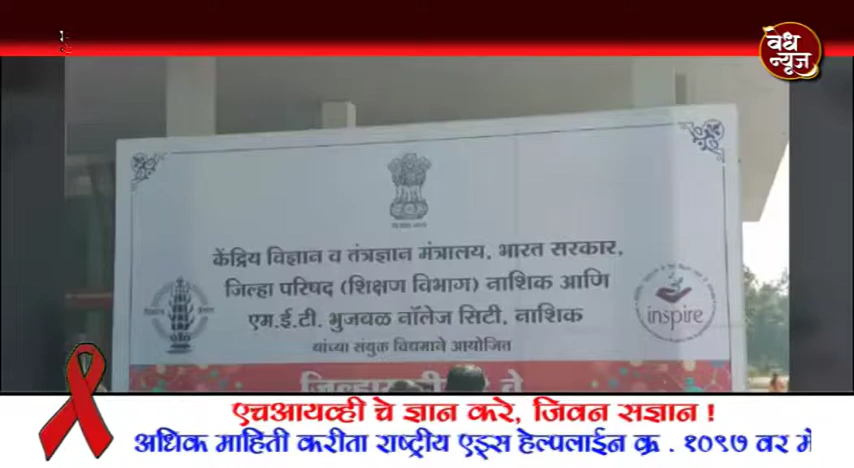 वेध
न्यूज
केंद्रिय विज्ञान व तंत्रज्ञान मंत्रालय, भारत सरकार,
जिल्हा परिषद (शिक्षण विभाग) नाशिक आणि
एम.ई.टी. भुजबळ नॉलेज सिटी, नाशिक
यांच्या संयुक्त विद्यमाने आयोजित
inspire
एचआयव्ही चे ज्ञान करे, जिवन सज्ञान !
अधिक माहिती करीता राष्ट्रीय एड्स हेल्पलाईन क्र . १०९७ वर